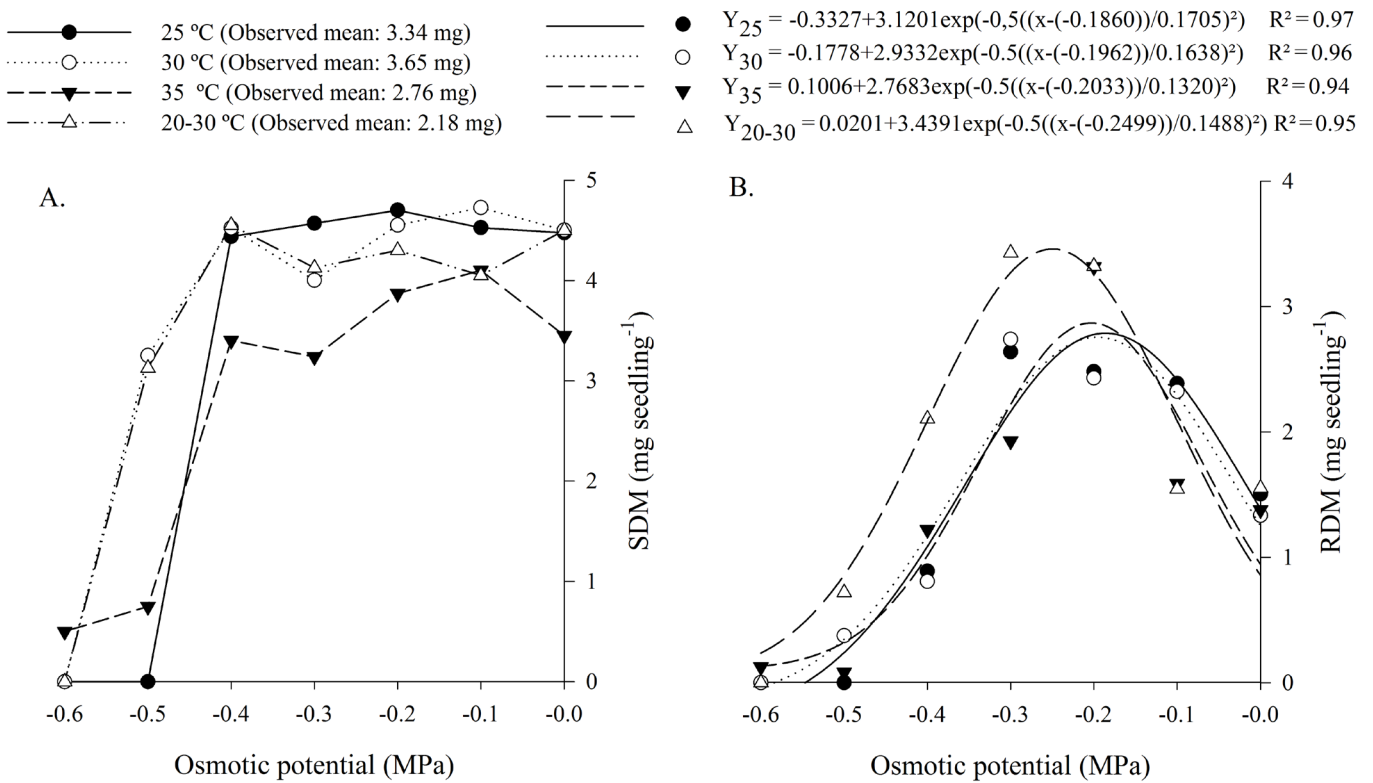 25 ºC (Observed mean: 3.34 mg)
30 ºC (Observed mean: 3.65 mg)
35 ºC (Observed mean: 2.76 mg)
20-30 ºC (Observed mean: 2.18 mg)
Y25 = -0.3327+3.1201exp(-0,5((x-(-0.1860))/0.1705)²) R² = 0.97
Y30 = -0.1778+2.9332exp(-0.5((x-(-0.1962))/0.1638)²) R² = 0.96
Y35 = 0.1006+2.7683exp(-0.5((x-(-0.2033))/0.1320)²) R² = 0.94
Y20-30 = 0.0201+3.4391exp(-0.5((x-(-0.2499))/0.1488)²) R² = 0.95
A.
5
4
3
2
1
0
SDM (mg seedling-1)
-0.6 -0.5 -0.4 -0.3 -0.2 -0.1 -0.0
Osmotic potential (MPa)
B.
4
3
2
1
0
RDM (mg seedling-1)
-0.6 -0.5 -0.4 -0.3 -0.2 -0.1 -0.0
Osmotic potential (MPa)